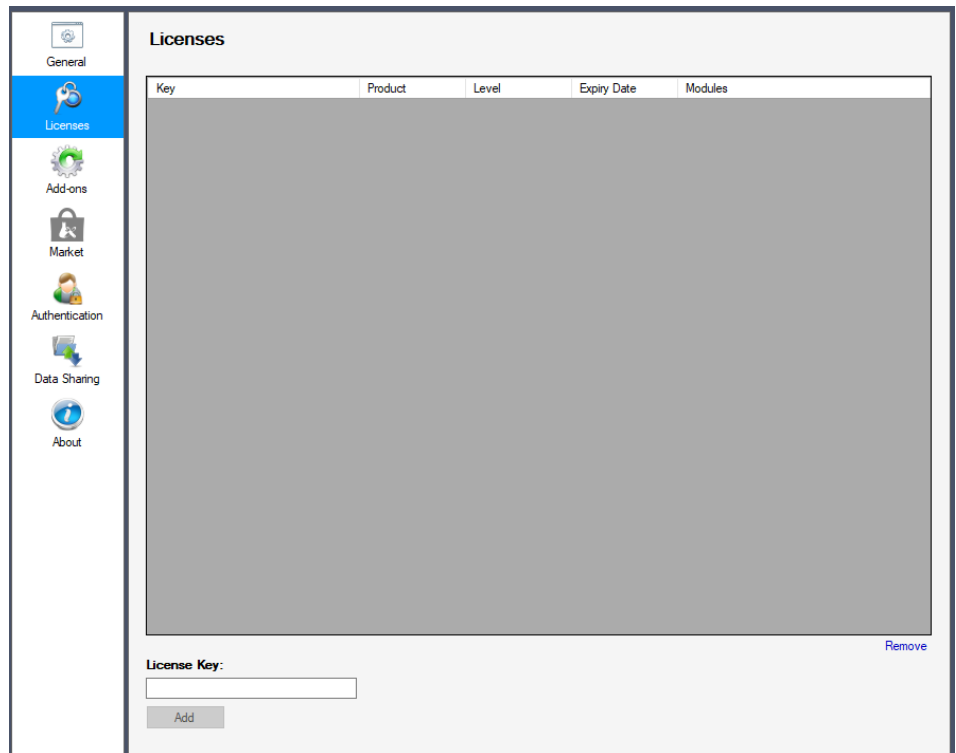 General
Licenses
Add-ons
Market
Authentication
Data Sharing
About
Licenses
Key Product Level Expiry Date Modules
Remove
License Key:
Add